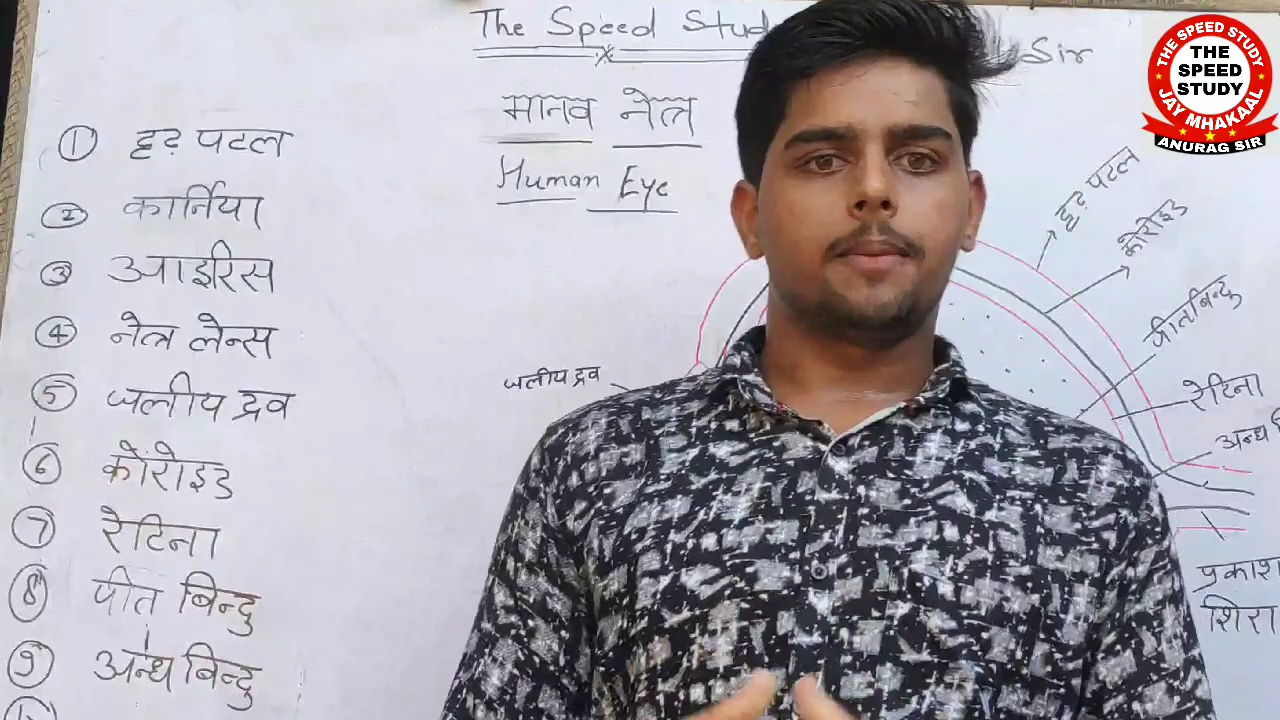 The Speed Stud
Sir
मानव नेत्र
Human Eye
① दृढ़ पटल
② कार्निया
③ आइरिस
④ नेत्र लेन्स
⑤ जलीय द्रव
⑥ कोंरोइड
⑦ रेटिना
⑧ पीत बिन्दु
⑨ अन्ध बिन्दु
जलीय द्रव
दृढ़ पटल
कोरोइड
पीत बिन्दु
रेटिना
अन्ध
प्रकाश
शिरा
THE SPEED STUDY
THE
SPEED
STUDY
JAY MHAKAAL
ANURAG SIR